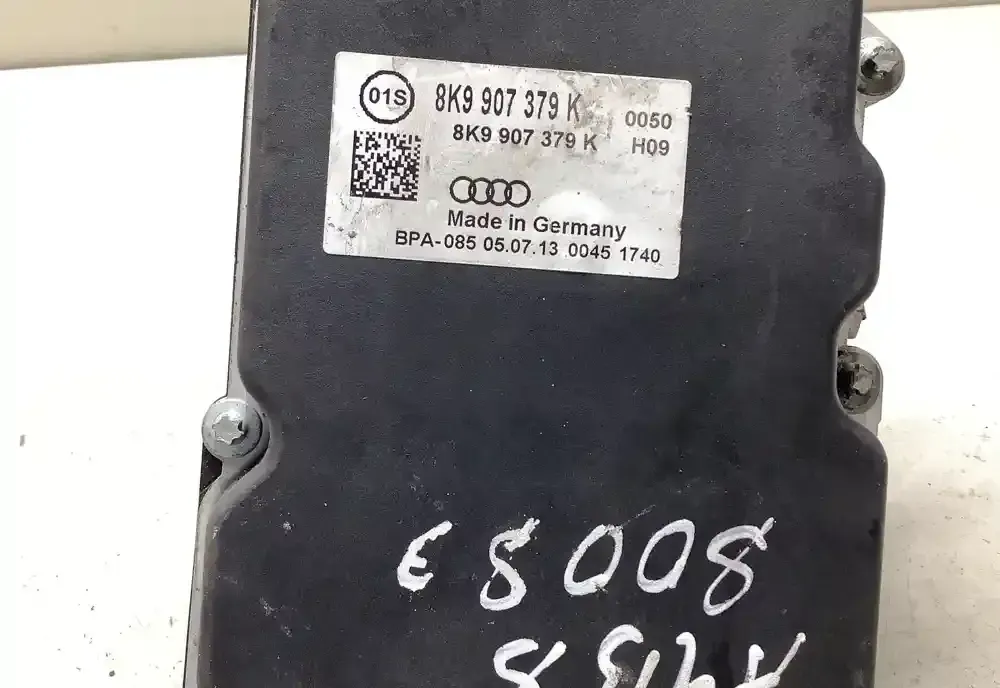 01S
8K9 907 379 K 0050
8K9 907 379 K H09
Made in Germany
BPA-085 05.07.13 0045 1740
80083